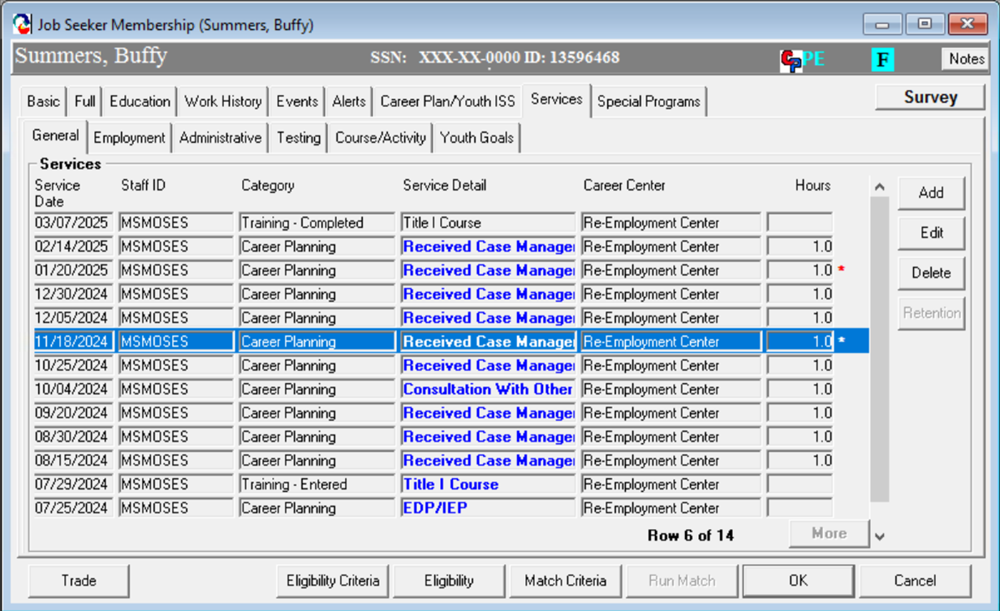 Job Seeker Membership (Summers, Buffy)
Summers, Buffy SSN: XXX-XX-0000 ID: 13596468 CP PE F Notes
Basic Full Education Work History Events Alerts Career Plan/Youth ISS Services Special Programs Survey
General Employment Administrative Testing Course/Activity Youth Goals
Services
Service Date Staff ID Category Service Detail Career Center Hours Add
03/07/2025 MSMOSES Training - Completed Title I Course Re-Employment Center
02/14/2025 MSMOSES Career Planning Received Case Manager Re-Employment Center 1.0 Edit
01/20/2025 MSMOSES Career Planning Received Case Manager Re-Employment Center 1.0 * Delete
12/30/2024 MSMOSES Career Planning Received Case Manager Re-Employment Center 1.0
12/05/2024 MSMOSES Career Planning Received Case Manager Re-Employment Center 1.0 Retention
11/18/2024 MSMOSES Career Planning Received Case Manager Re-Employment Center 1.0 *
10/25/2024 MSMOSES Career Planning Received Case Manager Re-Employment Center 1.0
10/04/2024 MSMOSES Career Planning Consultation With Other Re-Employment Center 1.0
09/20/2024 MSMOSES Career Planning Received Case Manager Re-Employment Center 1.0
08/30/2024 MSMOSES Career Planning Received Case Manager Re-Employment Center 1.0
08/15/2024 MSMOSES Career Planning Received Case Manager Re-Employment Center 1.0
07/29/2024 MSMOSES Training - Entered Title I Course Re-Employment Center
07/25/2024 MSMOSES Career Planning EDP/IEP Re-Employment Center
Row 6 of 14 More
Trade Eligibility Criteria Eligibility Match Criteria Run Match OK Cancel